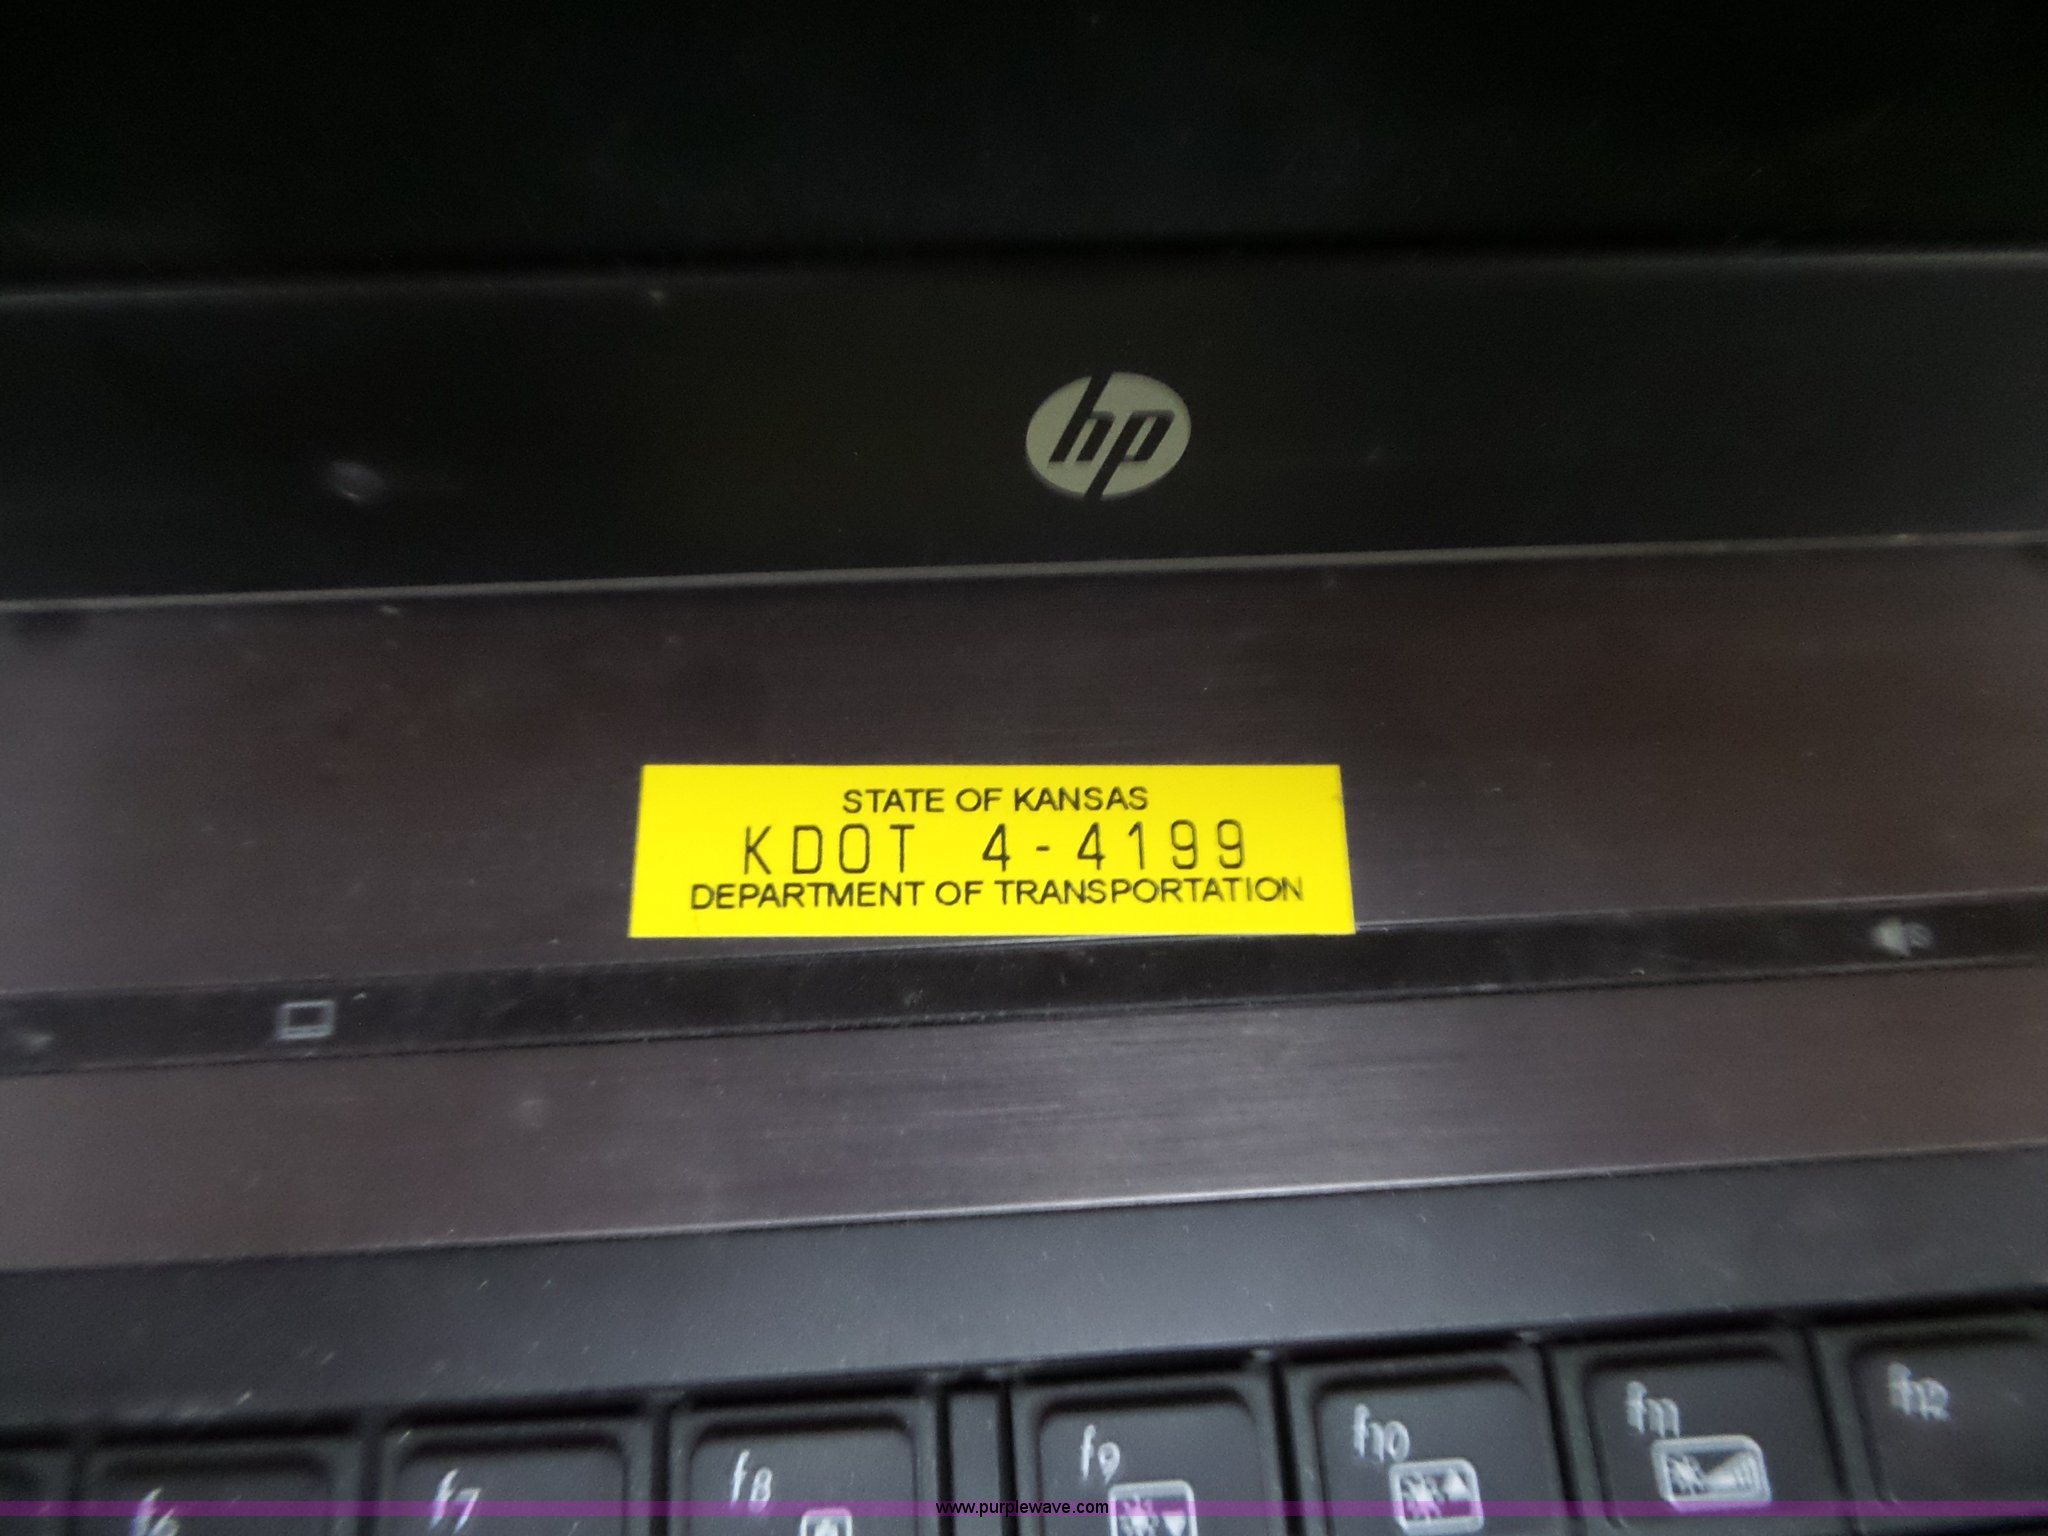 hp
STATE OF KANSAS
KDOT 4-4199
DEPARTMENT OF TRANSPORTATION
f6 f7 f8 f9 f10 f11 f12
www.purplewave.com